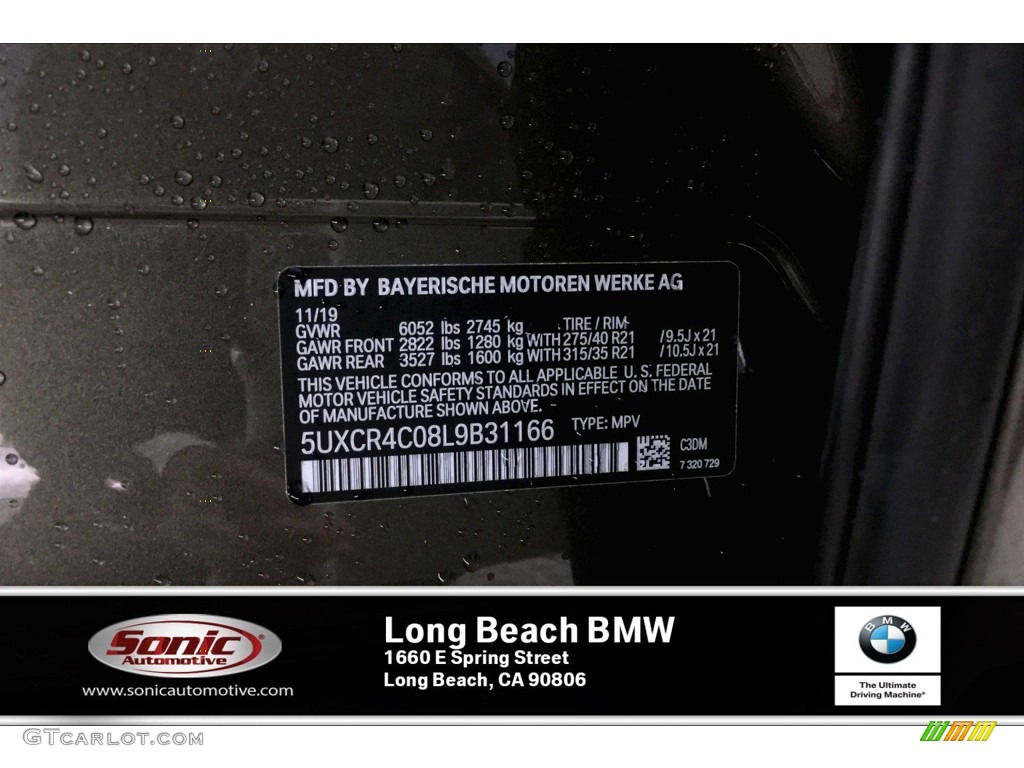 MFD BY BAYERISCHE MOTOREN WERKE AG
11/19
GVWR 6052 lbs 2745 kg TIRE / RIM
GAWR FRONT 2822 lbs 1280 kg WITH 275/40 R21 /9.5J x 21
GAWR REAR 3527 lbs 1600 kg WITH 315/35 R21 /10.5J x 21
THIS VEHICLE CONFORMS TO ALL APPLICABLE U.S. FEDERAL
MOTOR VEHICLE SAFETY STANDARDS IN EFFECT ON THE DATE
OF MANUFACTURE SHOWN ABOVE.
5UXCR4C08L9B31166 TYPE: MPV
C3DM
7 320 729
Sonic®
Automotive
www.sonicautomotive.com
Long Beach BMW
1660 E Spring Street
Long Beach, CA 90806
BMW
The Ultimate
Driving Machine®
GTcarlot.com